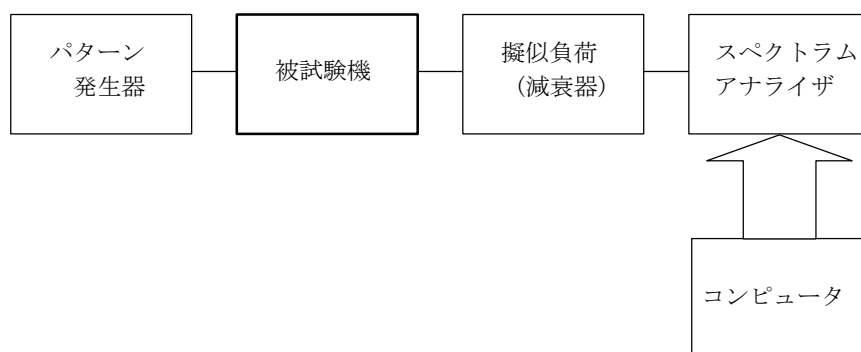 パターン
発生器
被試験機
擬似負荷
（減衰器）
スペクトラム
アナライザ
コンピュータ